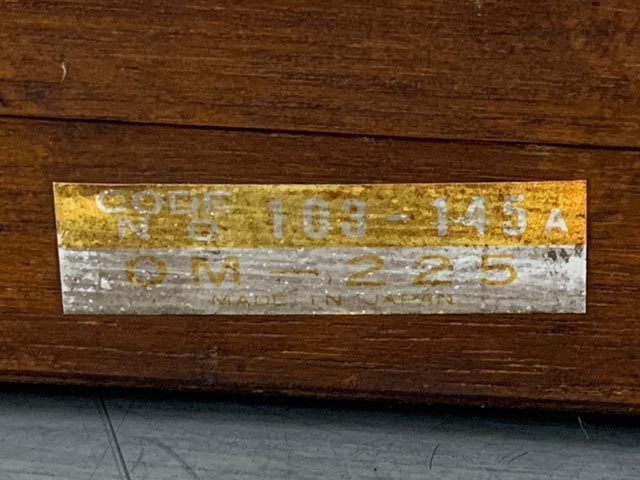 CODE NO 103-145A
OM-225
MADE IN JAPAN